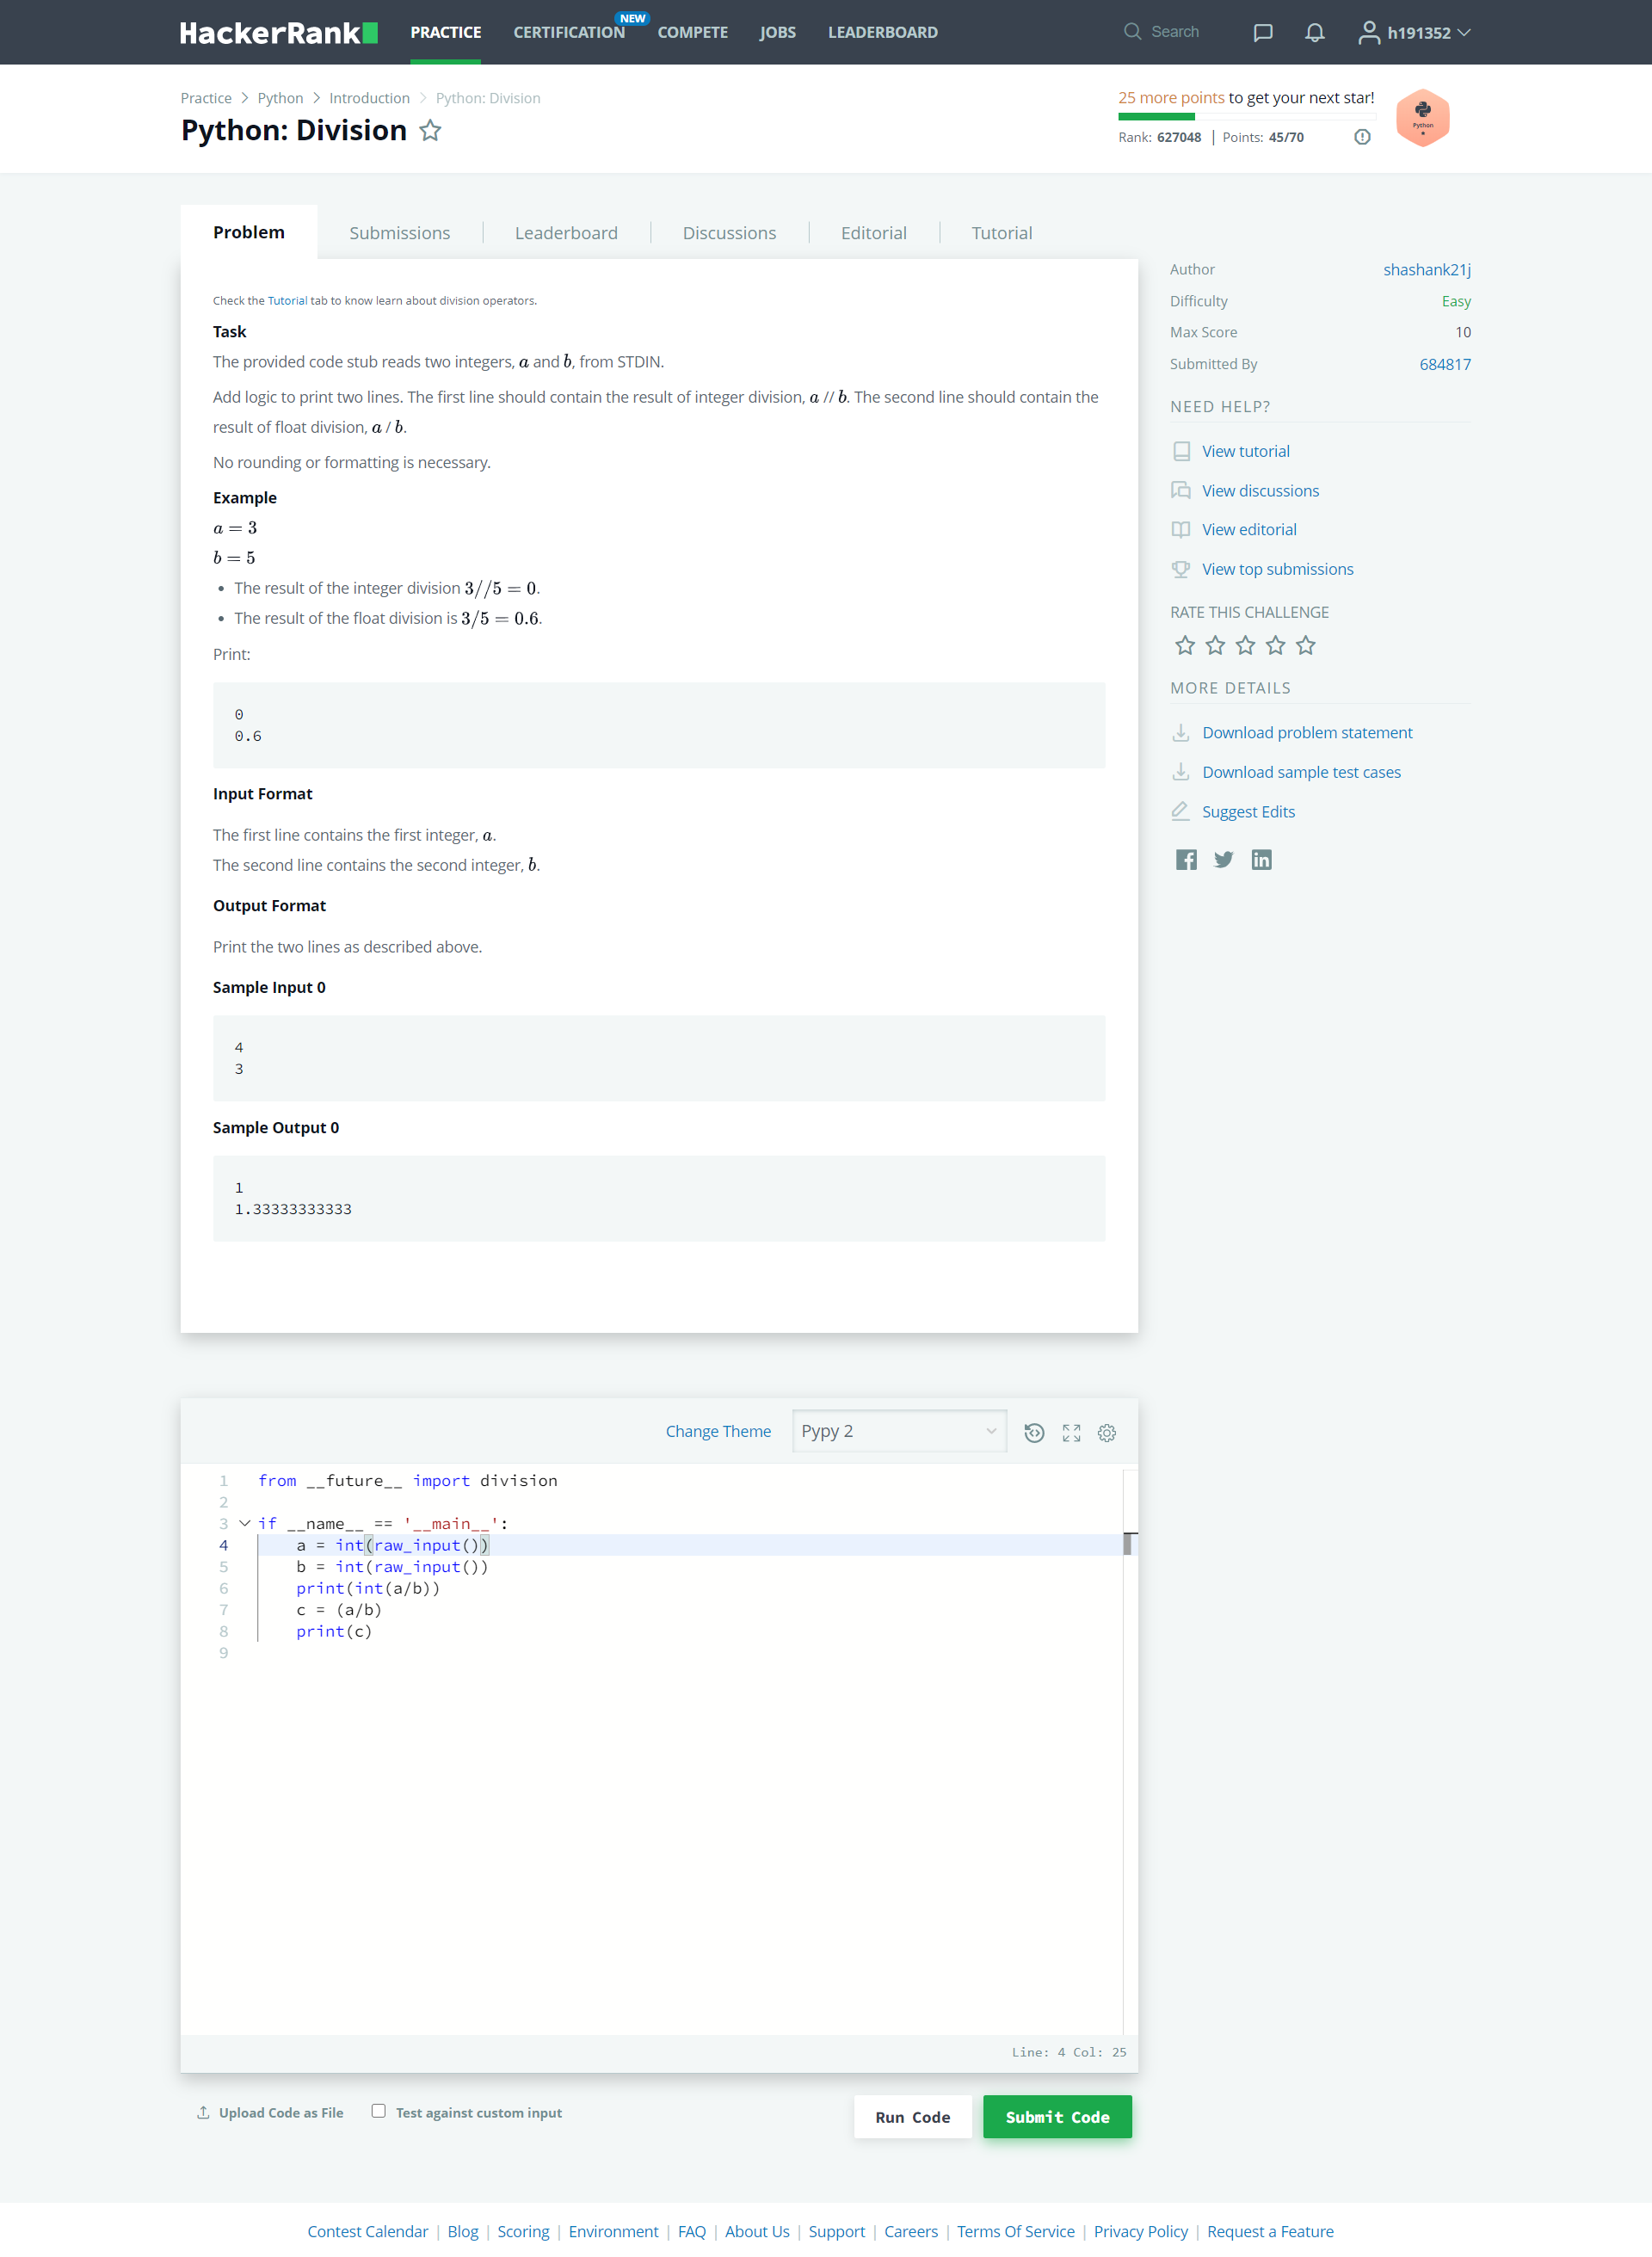 HackerRank PRACTICE CERTIFICATION NEW COMPETE JOBS LEADERBOARD Search h191352
Practice > Python > Introduction > Python: Division
Python: Division
25 more points to get your next star!
Rank: 627048 | Points: 45/70
Python
Problem Submissions Leaderboard Discussions Editorial Tutorial
Check the Tutorial tab to know learn about division operators.
Task
The provided code stub reads two integers, a and b, from STDIN.
Add logic to print two lines. The first line should contain the result of integer division, a // b. The second line should contain the
result of float division, a / b.
No rounding or formatting is necessary.
Example
a = 3
b = 5
• The result of the integer division 3//5 = 0.
• The result of the float division is 3/5 = 0.6.
Print:
0
0.6
Input Format
The first line contains the first integer, a.
The second line contains the second integer, b.
Output Format
Print the two lines as described above.
Sample Input 0
4
3
Sample Output 0
1
1.33333333333
Author shashank21j
Difficulty Easy
Max Score 10
Submitted By 684817
NEED HELP?
View tutorial
View discussions
View editorial
View top submissions
RATE THIS CHALLENGE
MORE DETAILS
Download problem statement
Download sample test cases
Suggest Edits
Change Theme Pypy 2
1 from __future__ import division
2
3 if __name__ == '__main__':
4 a = int(raw_input())
5 b = int(raw_input())
6 print(int(a/b))
7 c = (a/b)
8 print(c)
9
Line: 4 Col: 25
Upload Code as File Test against custom input Run Code Submit Code
Contest Calendar | Blog | Scoring | Environment | FAQ | About Us | Support | Careers | Terms Of Service | Privacy Policy | Request a Feature